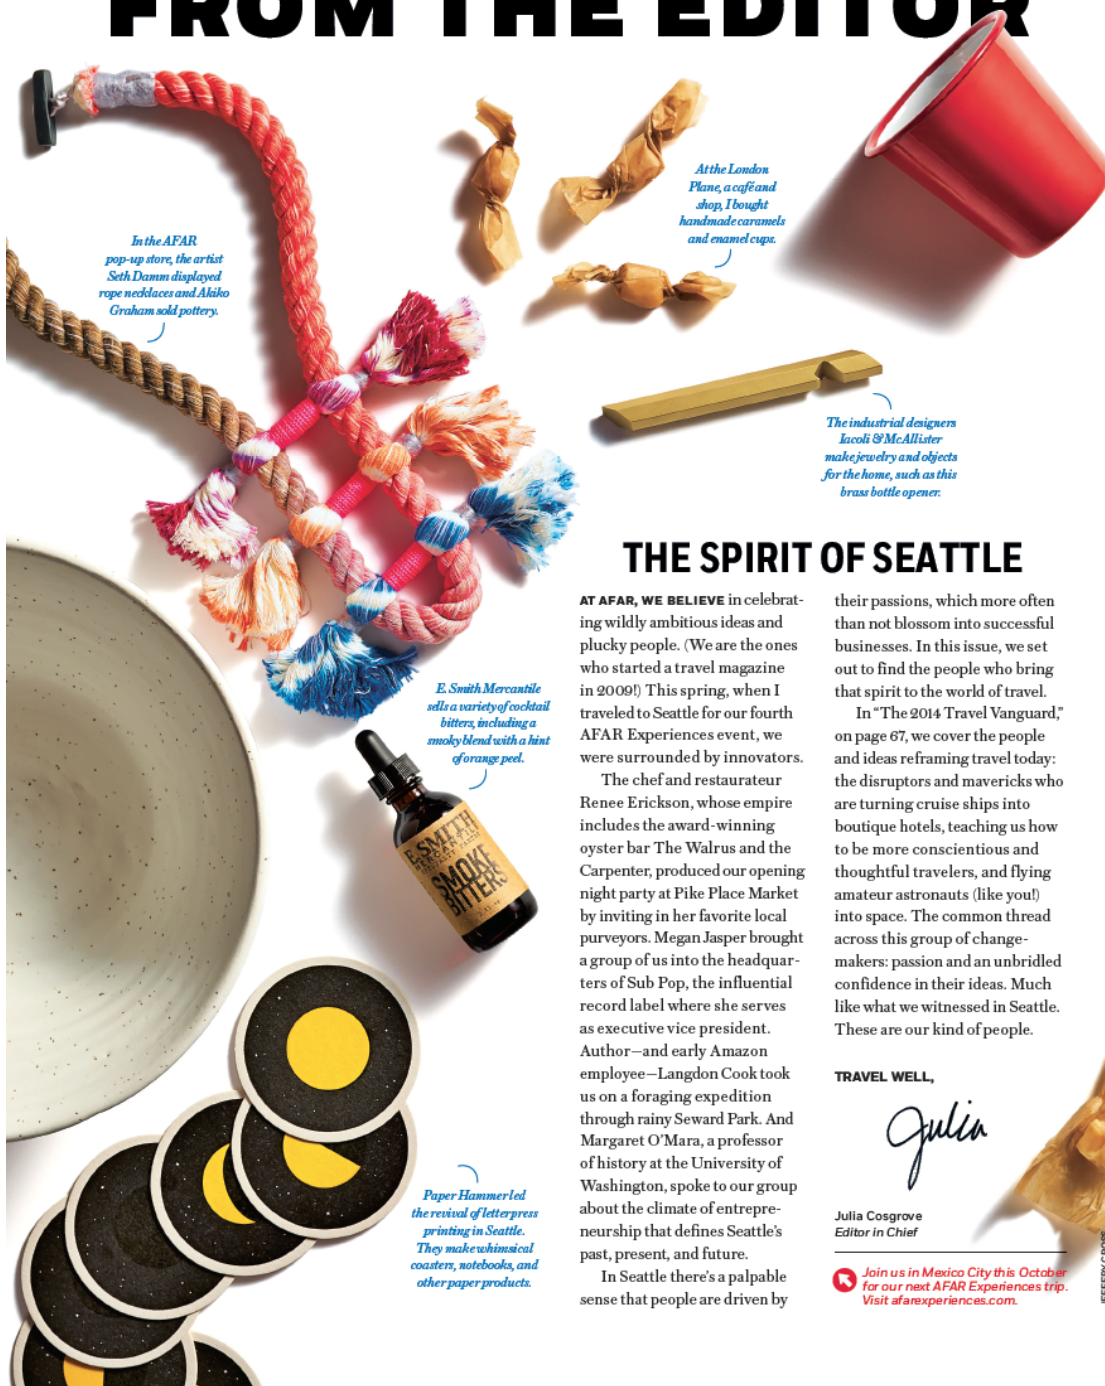 FROM THE EDITOR
At the London
Plane, a café and
shop, I bought
handmade caramels
and enamel cups.
In the AFAR
pop-up store, the artist
Seth Damm displayed
rope necklaces and Akiko
Graham sold pottery.
The industrial designers
Iacoli & McAllister
make jewelry and objects
for the home, such as this
brass bottle opener.
E. Smith Mercantile
sells a variety of cocktail
bitters, including a
smoky blend with a hint
of orange peel.
E. SMITH
MERCANTILE
SMOKE
BITTERS
Paper Hammer led
the revival of letterpress
printing in Seattle.
They make whimsical
coasters, notebooks, and
other paper products.
THE SPIRIT OF SEATTLE
AT AFAR, WE BELIEVE in celebrat-
ing wildly ambitious ideas and
plucky people. (We are the ones
who started a travel magazine
in 2009!) This spring, when I
traveled to Seattle for our fourth
AFAR Experiences event, we
were surrounded by innovators.
The chef and restaurateur
Renee Erickson, whose empire
includes the award-winning
oyster bar The Walrus and the
Carpenter, produced our opening
night party at Pike Place Market
by inviting in her favorite local
purveyors. Megan Jasper brought
a group of us into the headquar-
ters of Sub Pop, the influential
record label where she serves
as executive vice president.
Author—and early Amazon
employee—Langdon Cook took
us on a foraging expedition
through rainy Seward Park. And
Margaret O'Mara, a professor
of history at the University of
Washington, spoke to our group
about the climate of entrepre-
neurship that defines Seattle's
past, present, and future.
In Seattle there's a palpable
sense that people are driven by
their passions, which more often
than not blossom into successful
businesses. In this issue, we set
out to find the people who bring
that spirit to the world of travel.
In "The 2014 Travel Vanguard,"
on page 67, we cover the people
and ideas reframing travel today:
the disruptors and mavericks who
are turning cruise ships into
boutique hotels, teaching us how
to be more conscientious and
thoughtful travelers, and flying
amateur astronauts (like you!)
into space. The common thread
across this group of change-
makers: passion and an unbridled
confidence in their ideas. Much
like what we witnessed in Seattle.
These are our kind of people.
TRAVEL WELL,
Julia
Julia Cosgrove
Editor in Chief
Join us in Mexico City this October
for our next AFAR Experiences trip.
Visit afarexperiences.com.